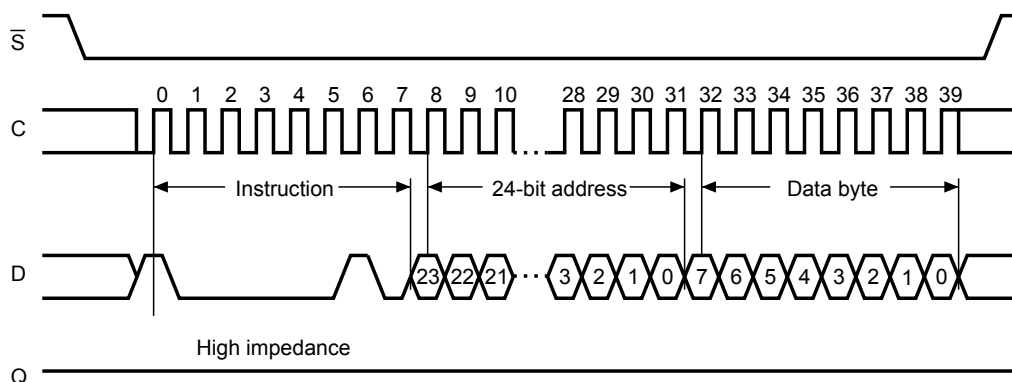 S̅
0 1 2 3 4 5 6 7 8 9 10 28 29 30 31 32 33 34 35 36 37 38 39
C
Instruction 24-bit address Data byte
D 23 22 21 3 2 1 0 7 6 5 4 3 2 1 0
High impedance
Q